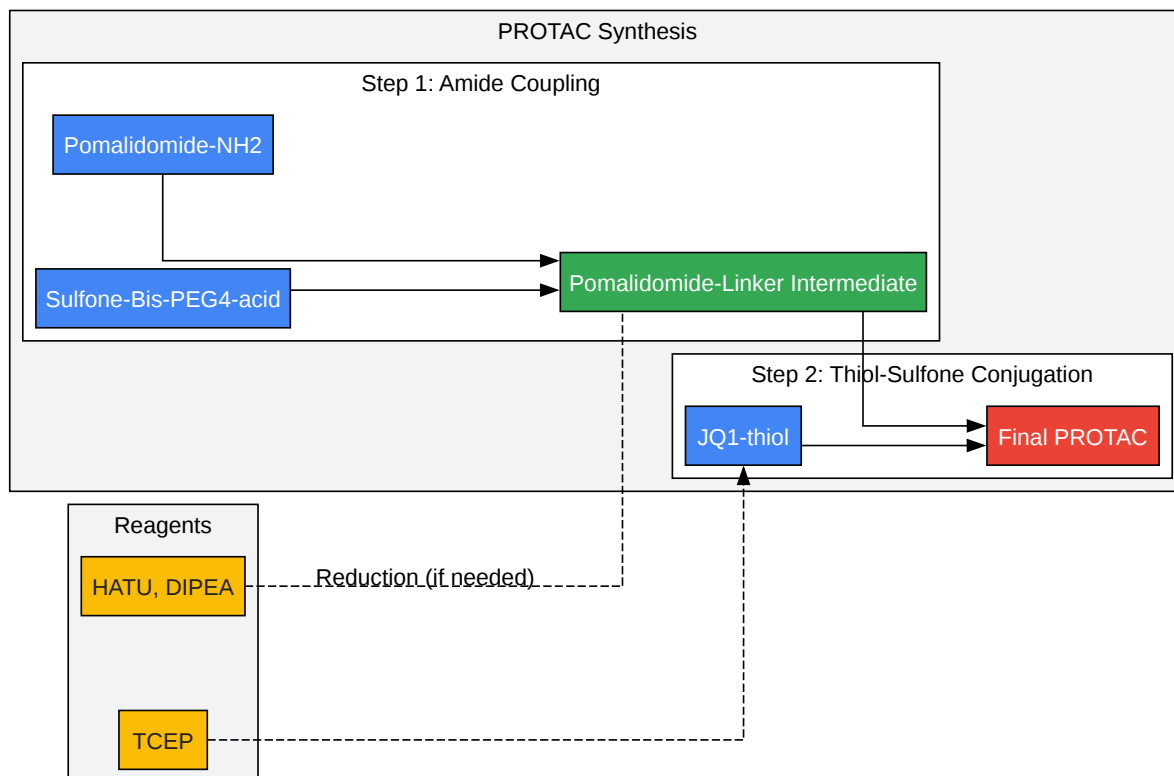 PROTAC Synthesis
Step 1: Amide Coupling
Pomalidomide-NH2
Sulfone-Bis-PEG4-acid
Pomalidomide-Linker Intermediate
Step 2: Thiol-Sulfone Conjugation
JQ1-thiol
Final PROTAC
Reagents
HATU, DIPEA
Reduction (if needed)
TCEP